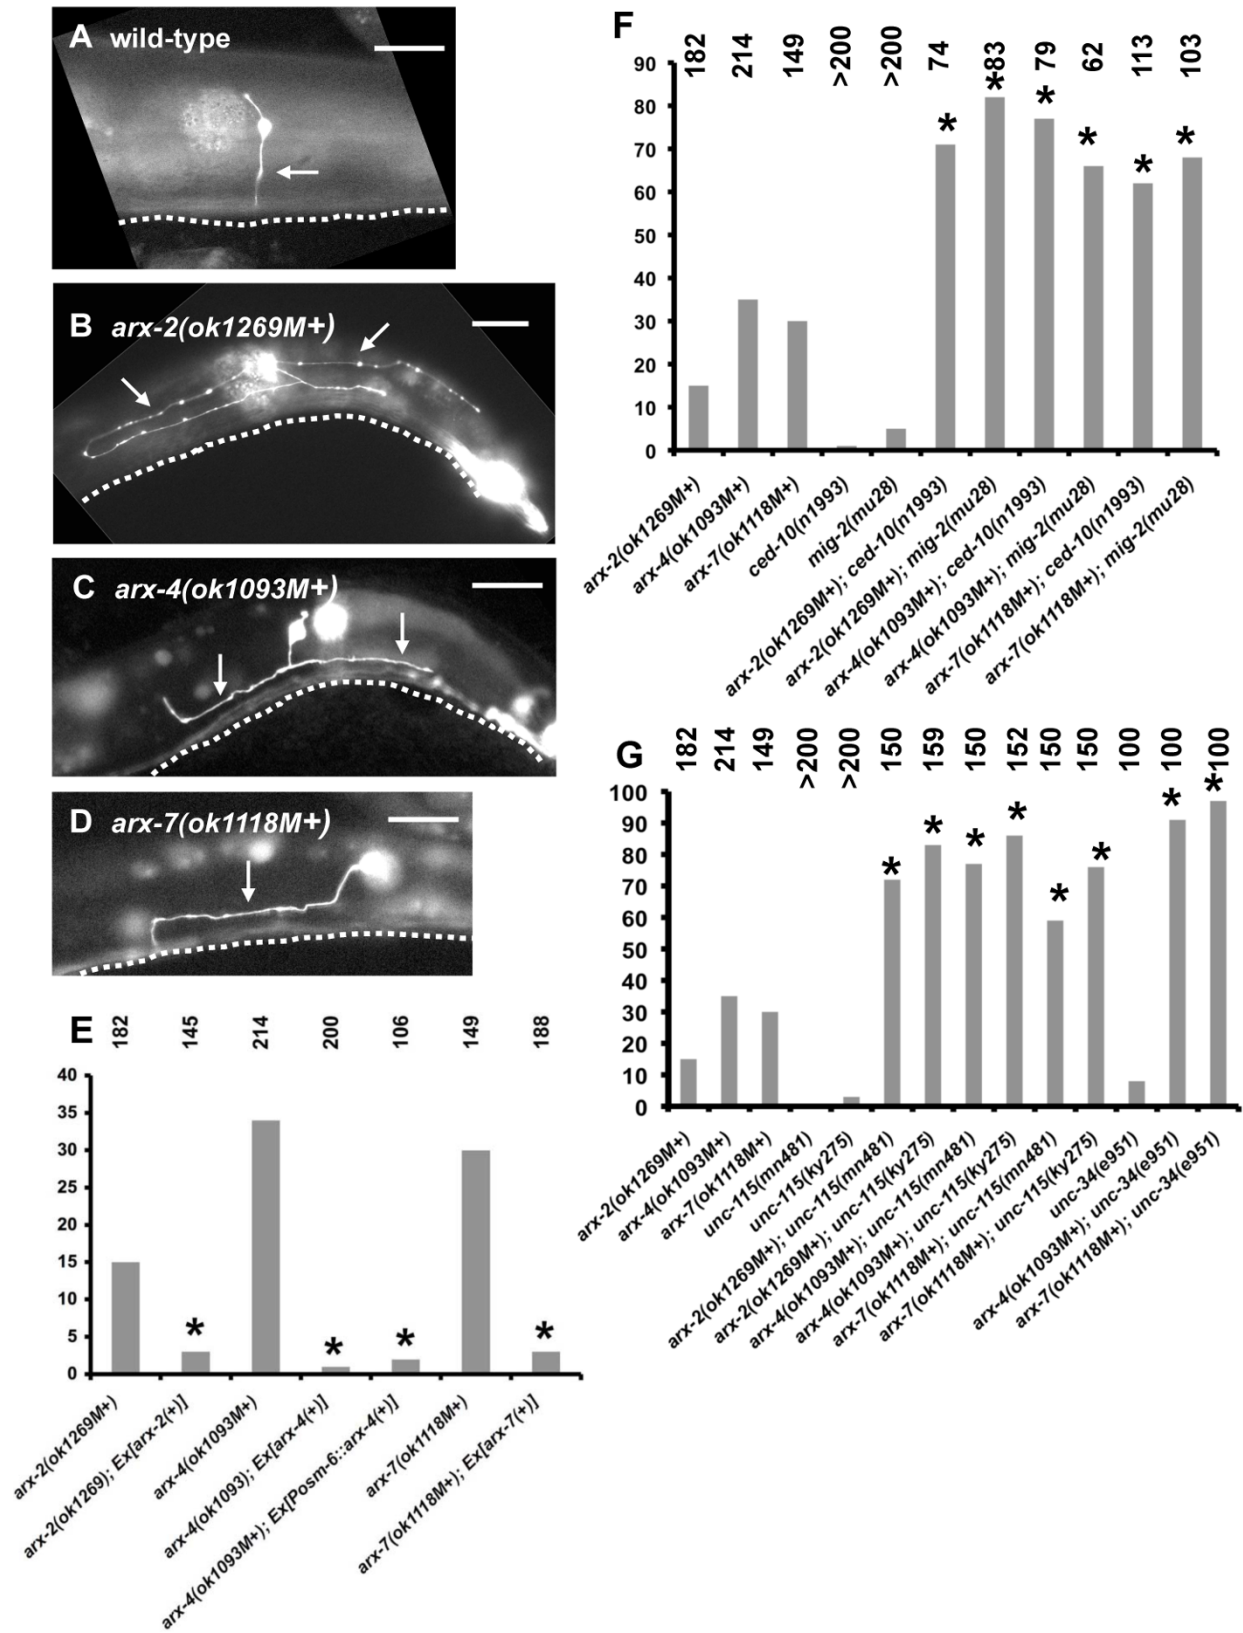 A wild-type
B arx-2(ok1269M+)
C arx-4(ok1093M+)
D arx-7(ok1118M+)
E
182
145
214
200
106
149
188
40
35
30
25
20
15
10
5
0
arx-2(ok1269M+)
arx-2(ok1269); Ex[arx-2(+)]
arx-4(ok1093M+)
arx-4(ok1093); Ex[arx-4(+)]
arx-4(ok1093M+); Ex[Posm-6::arx-4(+)]
arx-7(ok1118M+)
arx-7(ok1118M+); Ex[arx-7(+)]
* * * *
F
182
214
149
>200
>200
74
83
79
62
113
103
90
80
70
60
50
40
30
20
10
0
* * * * * *
arx-2(ok1269M+)
arx-4(ok1093M+)
arx-7(ok1118M+)
ced-10(n1993)
mig-2(mu28)
arx-2(ok1269M+); ced-10(n1993)
arx-2(ok1269M+); mig-2(mu28)
arx-4(ok1093M+); ced-10(n1993)
arx-4(ok1093M+); mig-2(mu28)
arx-7(ok1118M+); ced-10(n1993)
arx-7(ok1118M+); mig-2(mu28)
G
182
214
149
>200
>200
150
159
150
152
150
150
100
100
100
100
90
80
70
60
50
40
30
20
10
0
* * * * * * * *
arx-2(ok1269M+)
arx-4(ok1093M+)
arx-7(ok1118M+)
unc-115(mn481)
unc-115(ky275)
arx-2(ok1269M+); unc-115(mn481)
arx-2(ok1269M+); unc-115(ky275)
arx-4(ok1093M+); unc-115(mn481)
arx-4(ok1093M+); unc-115(ky275)
arx-7(ok1118M+); unc-115(mn481)
arx-7(ok1118M+); unc-115(ky275)
unc-34(e951)
arx-4(ok1093M+); unc-34(e951)
arx-7(ok1118M+); unc-34(e951)